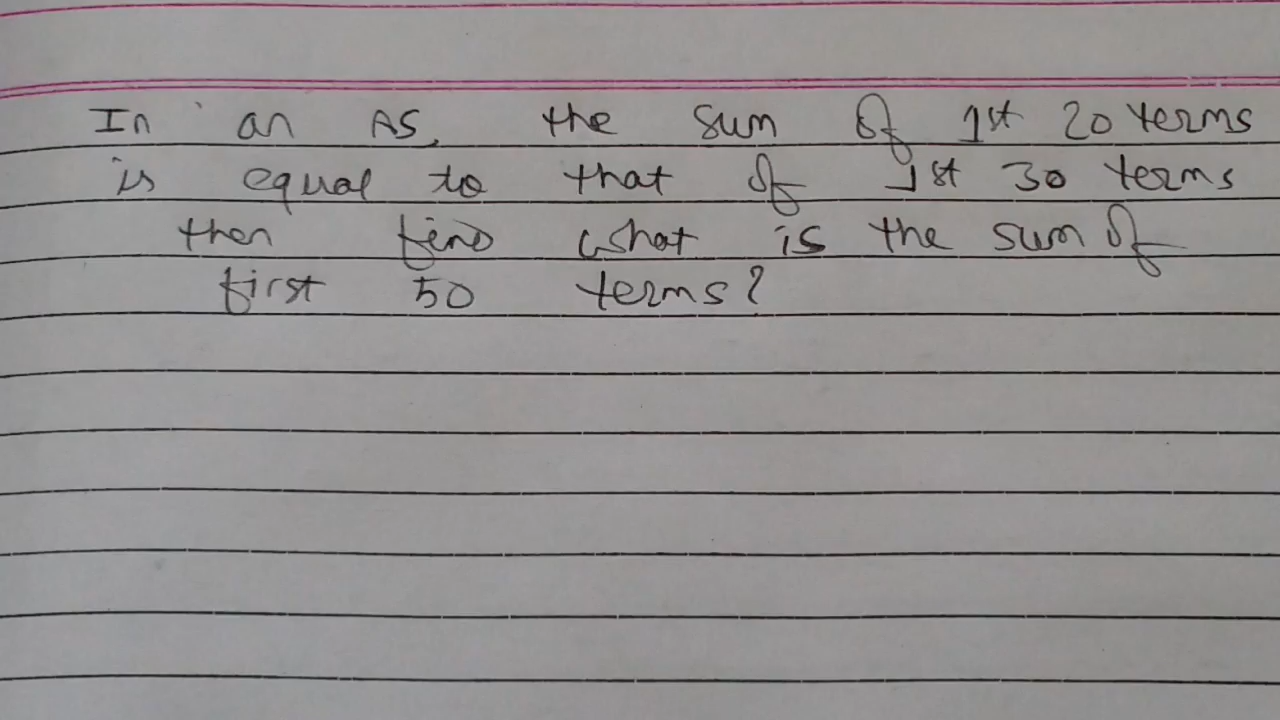 In an AS, the sum of 1st 20 terms
is equal to that of 1st 30 terms
then find what is the sum of
first 50 terms?